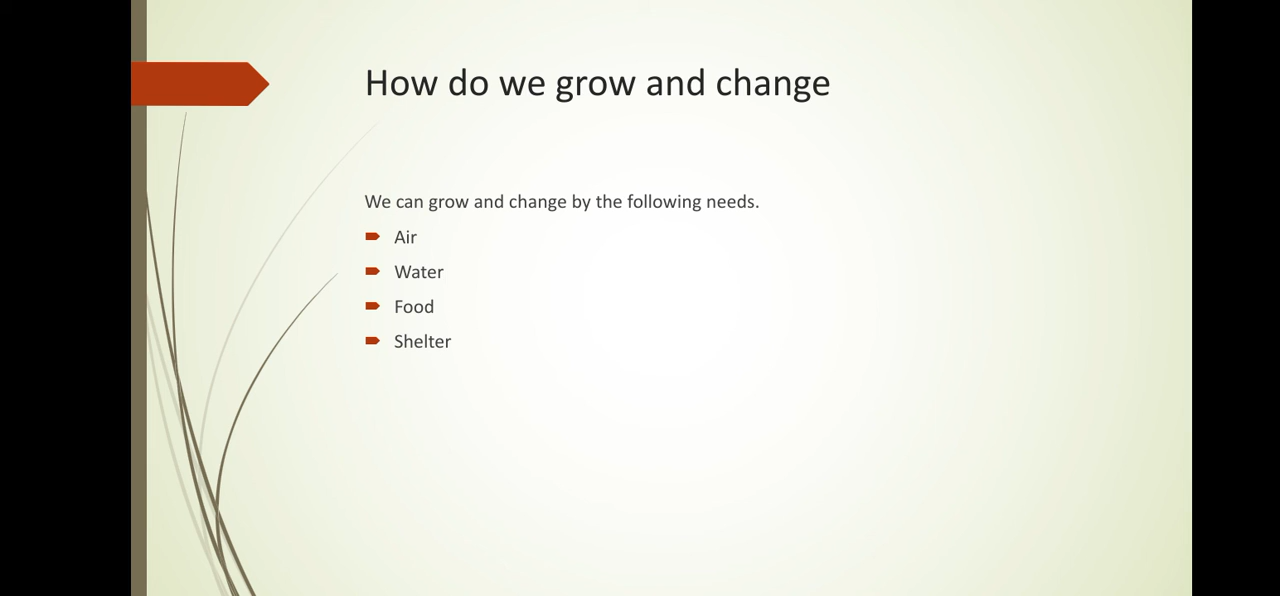 How do we grow and change
We can grow and change by the following needs.
Air
Water
Food
Shelter